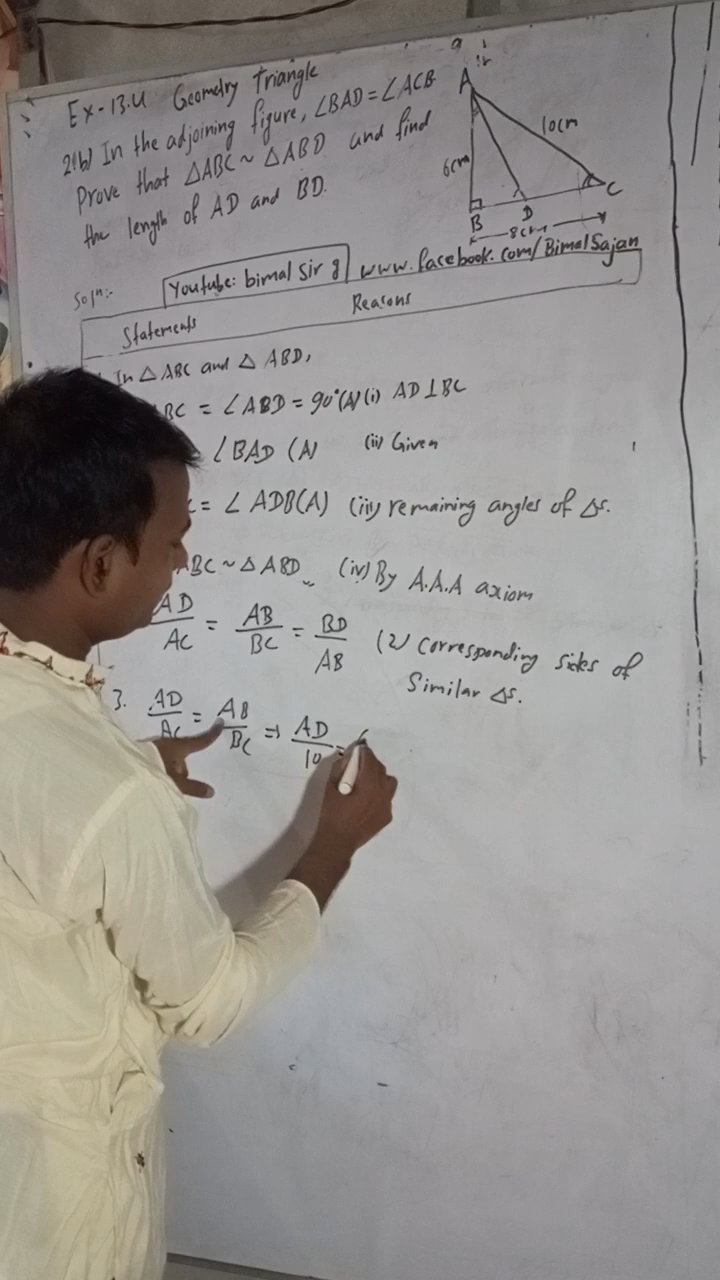 Ex-13.4 Geometry Triangle
2(b) In the adjoining figure, ∠BAD = ∠ACB
Prove that △ABC ~ △ABD and find
the length of AD and BD.
A
10cm
6cm
B
D
C
8cm
Soln:-
Youtube: bimal sir g
www.facebook.com/BimalSajan
Statements
Reasons
In △ABC and △ABD,
BC = ∠ABD = 90°(A) (i) AD⊥BC
∠BAD (A) (ii) Given
= ∠ADB(A) (iii) remaining angles of △s.
ABC ~ △ABD (iv) By A.A.A axiom
AD/AC = AB/BC = BD/AB (2) Corresponding sides of
Similar △s.
3. AD/AC = AB/BC ⇒ AD/10 =